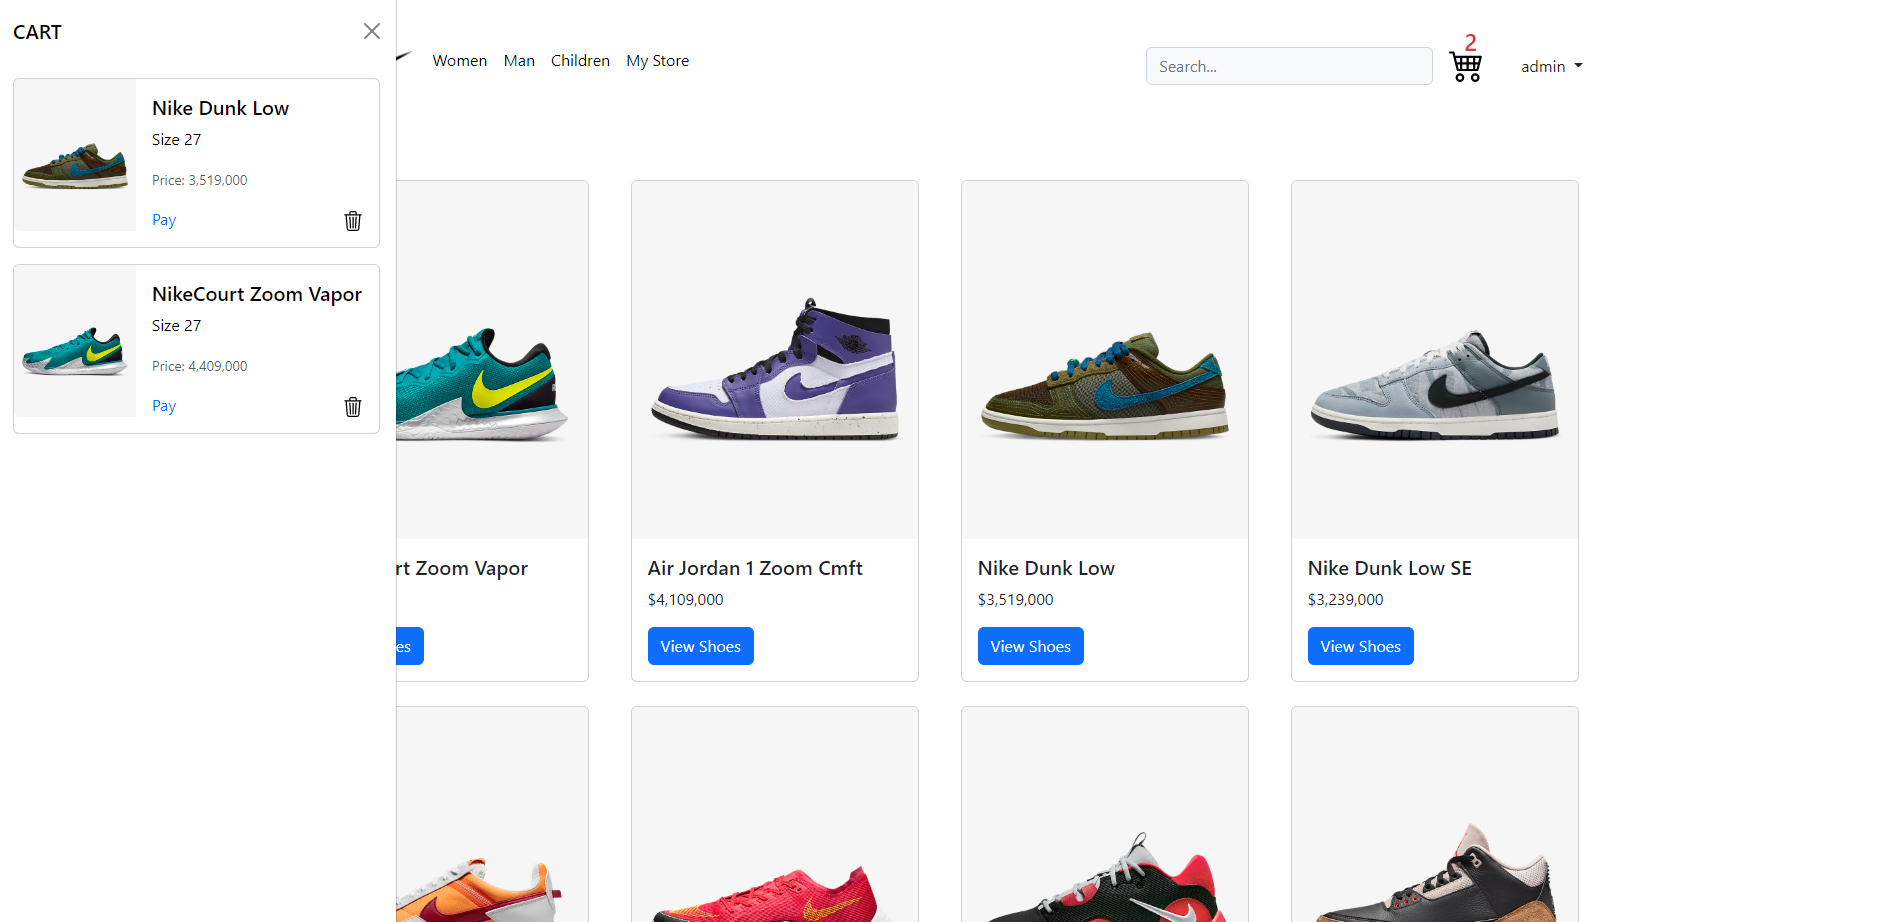 CART
Nike Dunk Low
Size 27
Price: 3,519,000
Pay
NikeCourt Zoom Vapor
Size 27
Price: 4,409,000
Pay
Women Man Children My Store
Search...
2
admin
rt Zoom Vapor
es
Air Jordan 1 Zoom Cmft
$4,109,000
View Shoes
Nike Dunk Low
$3,519,000
View Shoes
Nike Dunk Low SE
$3,239,000
View Shoes